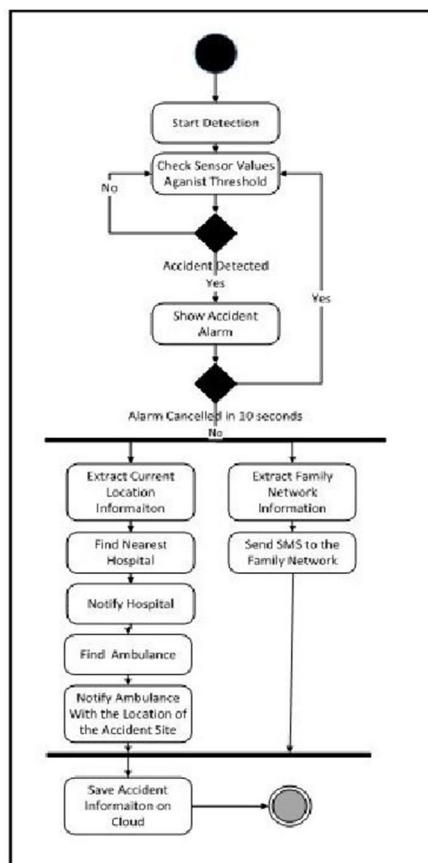 Start Detection
Check Sensor Values
Aganist Threshold
No
Accident Detected
Yes
Yes
Show Accident
Alarm
Alarm Cancelled in 10 seconds
No
Extract Current
Location
Informaiton
Extract Family
Network
Information
Find Nearest
Hospital
Send SMS to the
Family Network
Notify Hospital
Find Ambulance
Notify Ambulance
With the Location of
the Accident Site
Save Accident
Informaiton on
Cloud